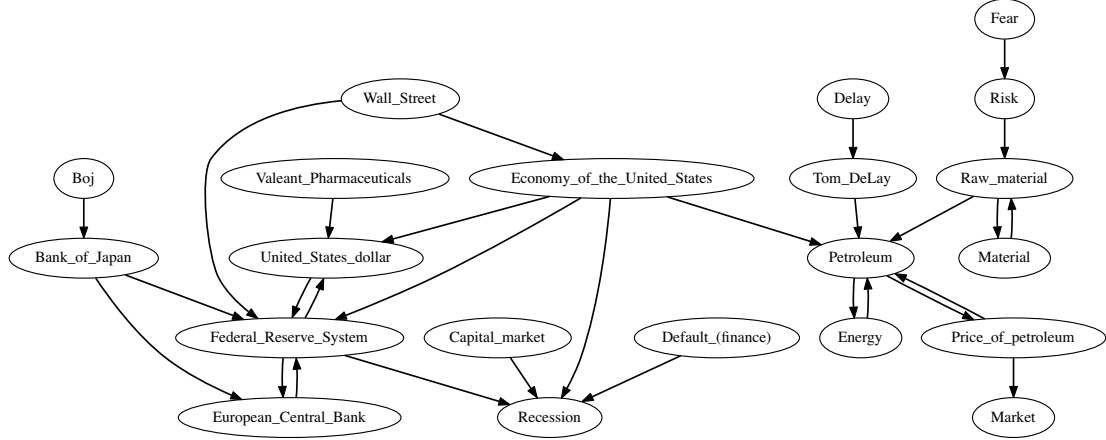 Fear
Wall_Street
Delay
Risk
Boj
Valeant_Pharmaceuticals
Economy_of_the_United_States
Tom_DeLay
Raw_material
Bank_of_Japan
United_States_dollar
Petroleum
Material
Federal_Reserve_System
Capital_market
Default_(finance)
Energy
Price_of_petroleum
European_Central_Bank
Recession
Market